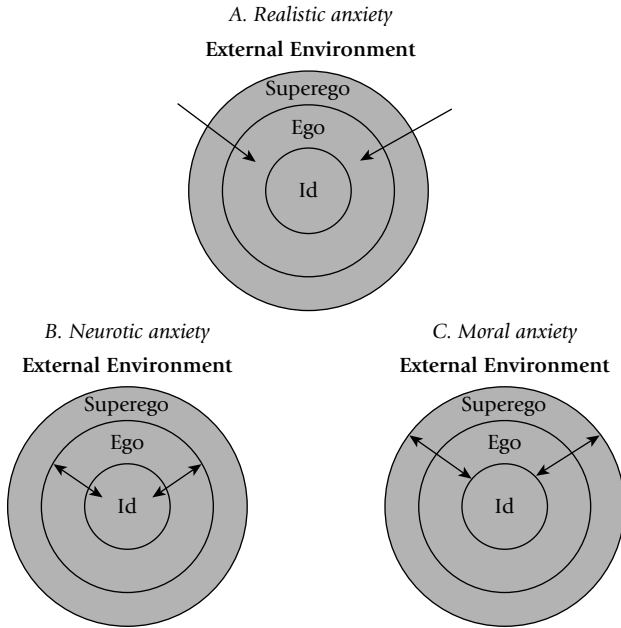 A. Realistic anxiety
External Environment
Superego
Ego
Id
B. Neurotic anxiety
External Environment
Superego
Ego
Id
C. Moral anxiety
External Environment
Superego
Ego
Id